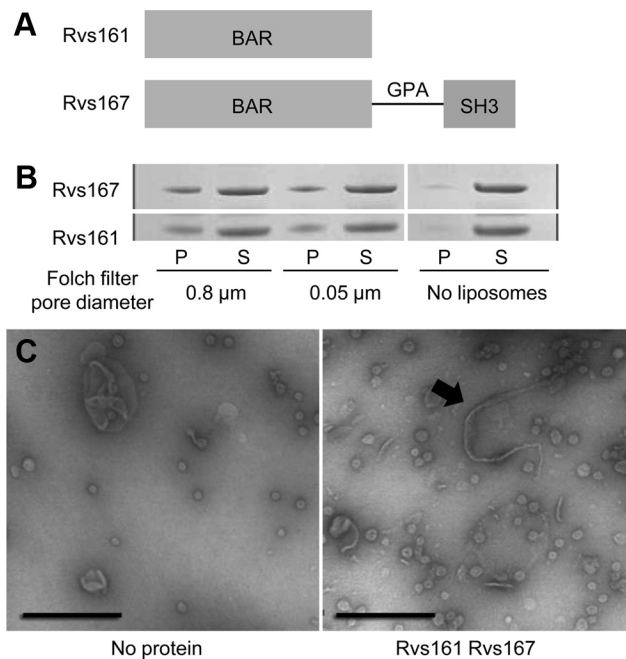 A
Rvs161
BAR
GPA
Rvs167
BAR
SH3
B
Rvs167
Rvs161
P S P S P S
Folch filter
pore diameter
0.8 µm 0.05 µm No liposomes
C
No protein Rvs161 Rvs167